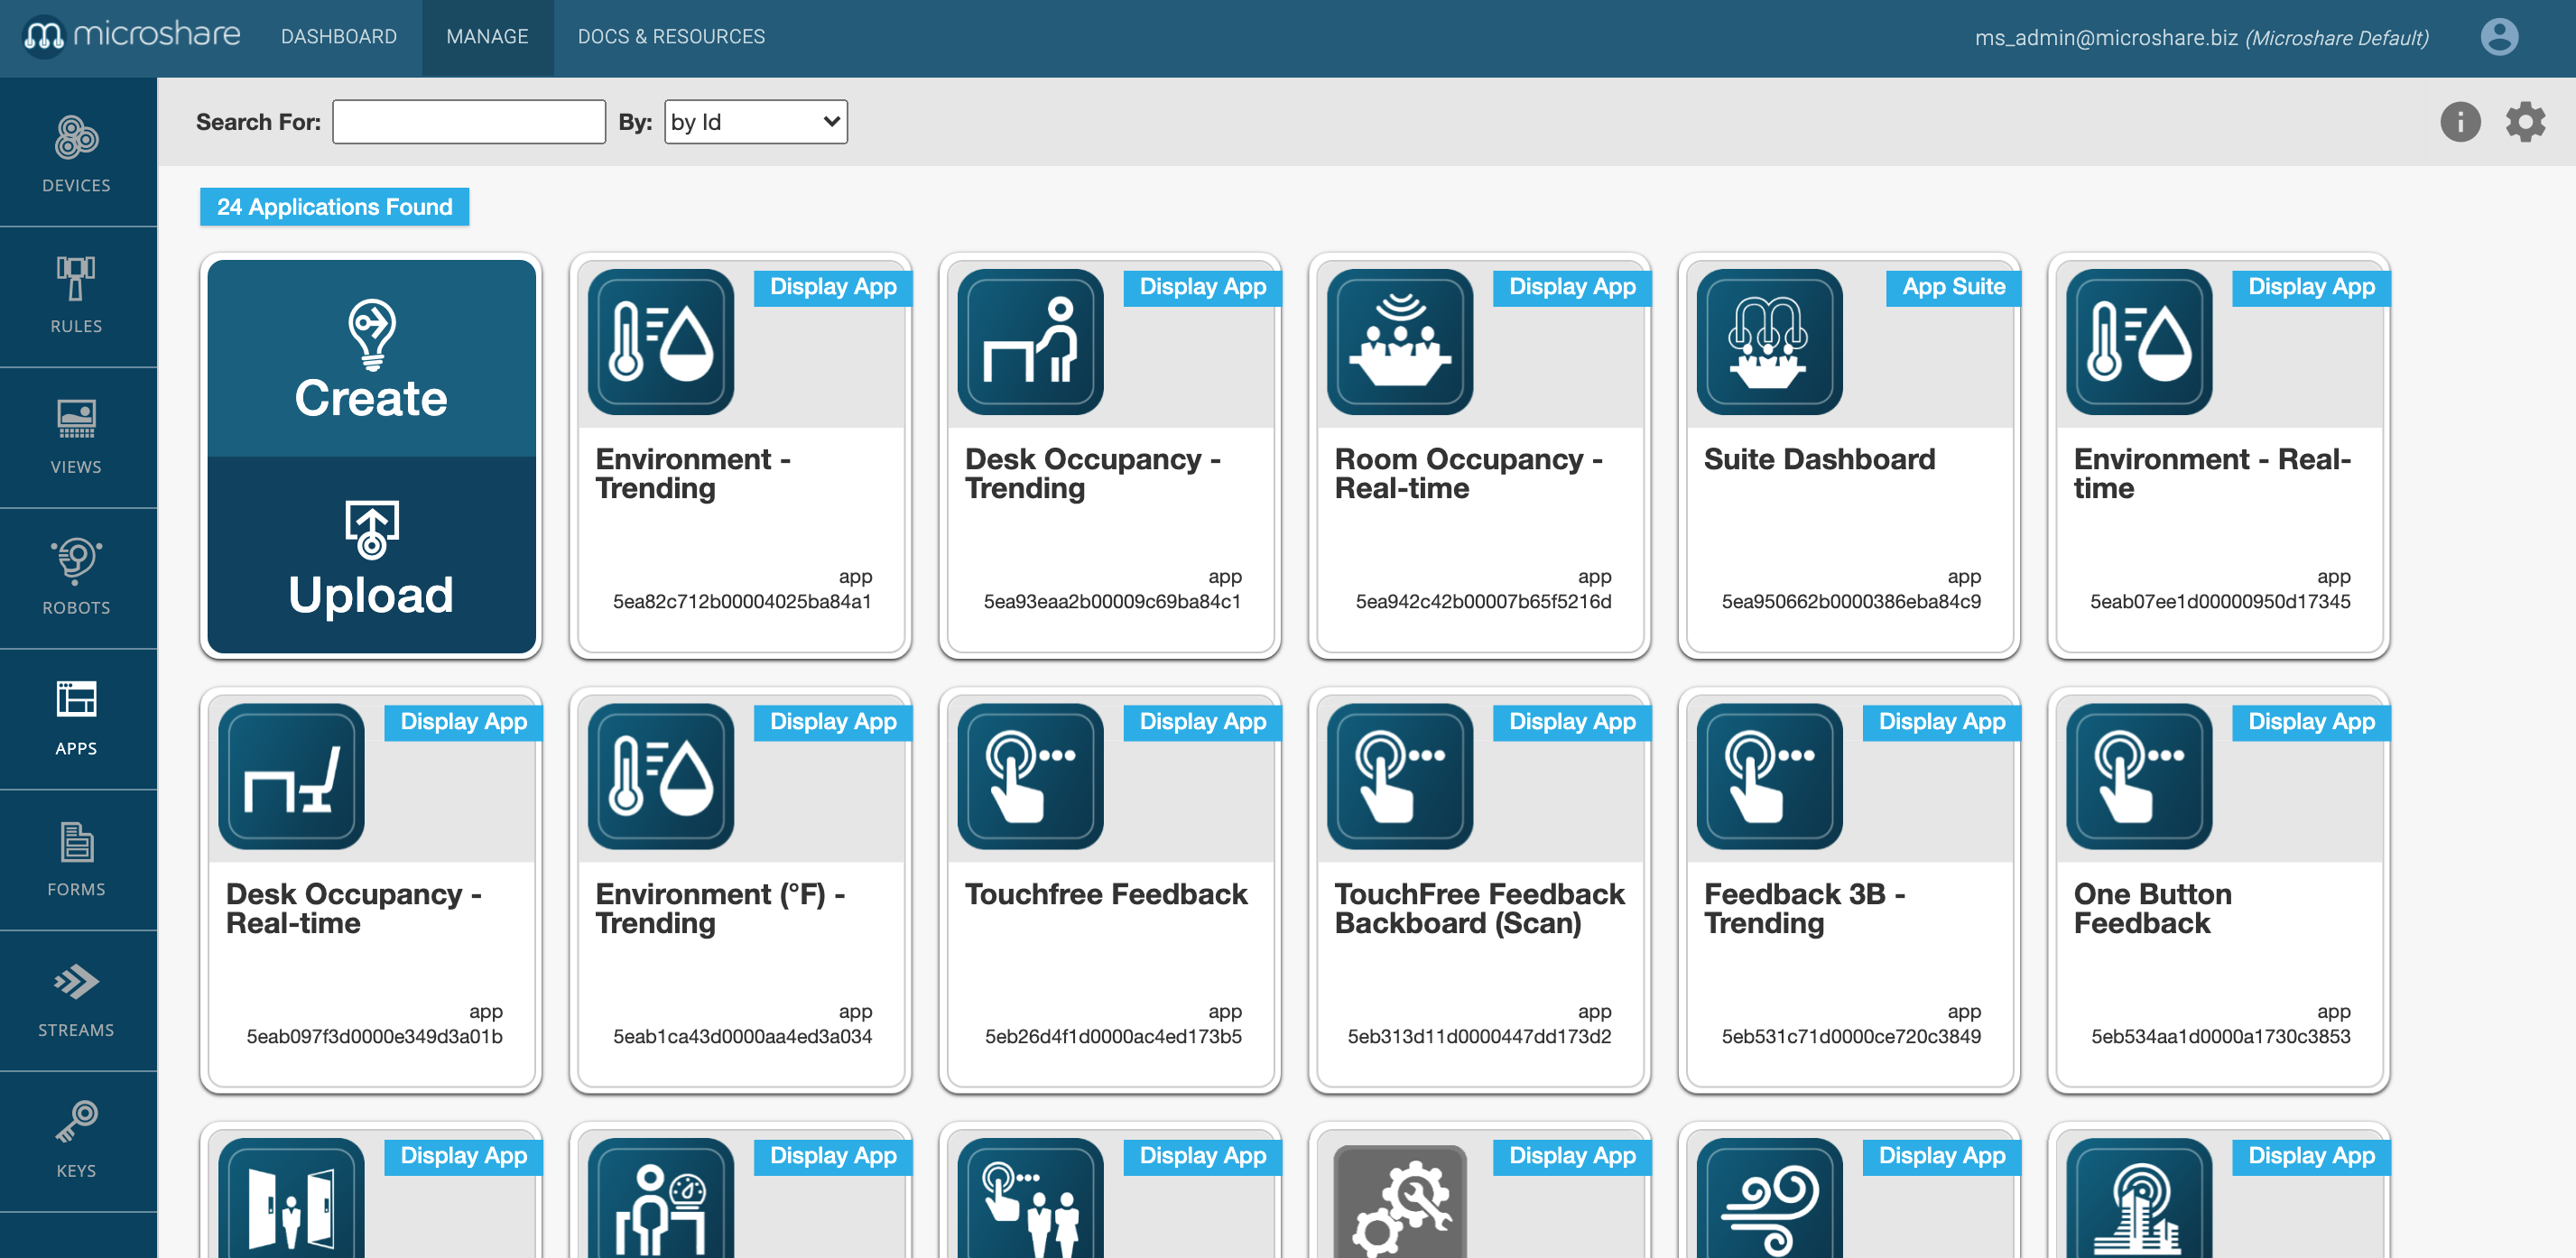 microshare DASHBOARD MANAGE DOCS & RESOURCES ms_admin@microshare.biz (Microshare Default)
Search For: By: by Id
DEVICES
RULES
VIEWS
ROBOTS
APPS
FORMS
STREAMS
KEYS
24 Applications Found
Create
Upload
Display App
Environment -
Trending
app
5ea82c712b00004025ba84a1
Display App
Desk Occupancy -
Trending
app
5ea93eaa2b00009c69ba84c1
Display App
Room Occupancy -
Real-time
app
5ea942c42b00007b65f5216d
App Suite
Suite Dashboard
app
5ea950662b0000386eba84c9
Display App
Environment - Real-
time
app
5eab07ee1d00000950d17345
Display App
Desk Occupancy -
Real-time
app
5eab097f3d0000e349d3a01b
Display App
Environment (°F) -
Trending
app
5eab1ca43d0000aa4ed3a034
Display App
Touchfree Feedback
app
5eb26d4f1d0000ac4ed173b5
Display App
TouchFree Feedback
Backboard (Scan)
app
5eb313d11d0000447dd173d2
Display App
Feedback 3B -
Trending
app
5eb531c71d0000ce720c3849
Display App
One Button
Feedback
app
5eb534aa1d0000a1730c3853
Display App
Display App
Display App
Display App
Display App
Display App